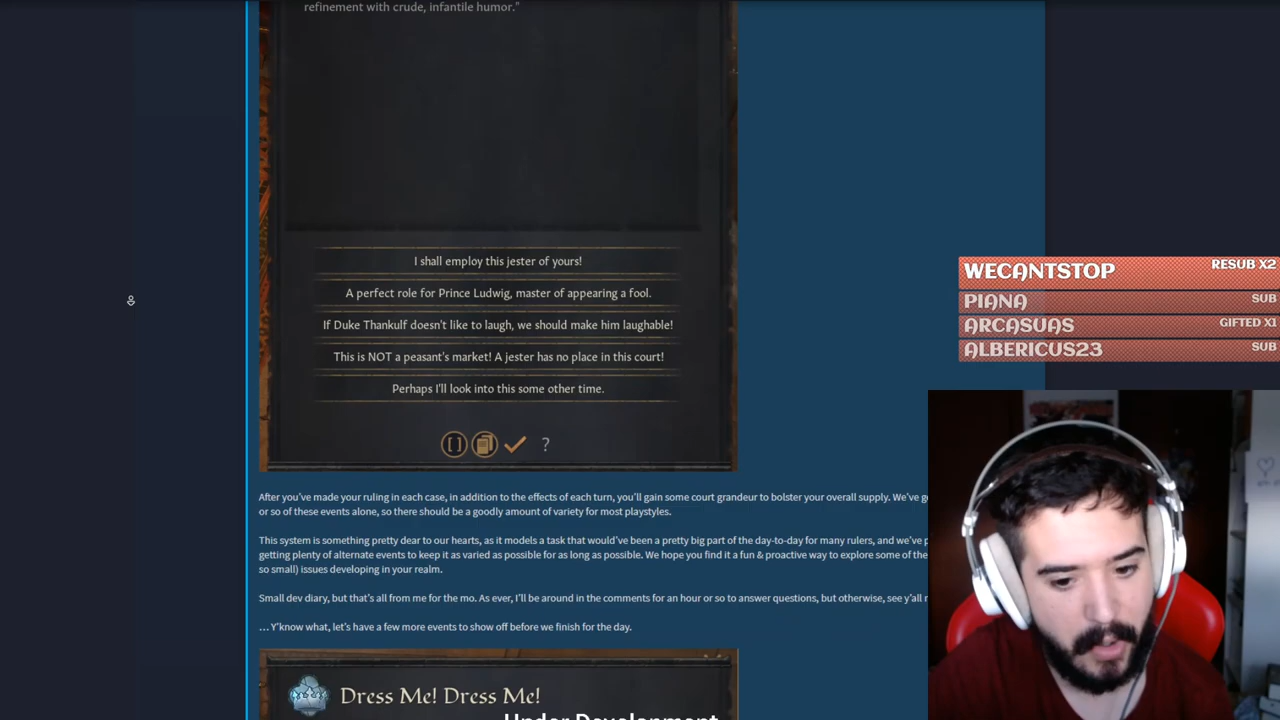 refinement with crude, infantile humor."
I shall employ this jester of yours!
A perfect role for Prince Ludwig, master of appearing a fool.
If Duke Thankulf doesn't like to laugh, we should make him laughable!
This is NOT a peasant's market! A jester has no place in this court!
Perhaps I'll look into this some other time.
?
After you've made your ruling in each case, in addition to the effects of each turn, you'll gain some court grandeur to bolster your overall supply. We've
or so of these events alone, so there should be a goodly amount of variety for most playstyles.
This system is something pretty dear to our hearts, as it models a task that would've been a pretty big part of the day-to-day for many rulers, and we've
getting plenty of alternate events to keep it as varied as possible for as long as possible. We hope you find it a fun & proactive way to explore some of the
so small) issues developing in your realm.
Small dev diary, but that's all from me for the mo. As ever, I'll be around in the comments for an hour or so to answer questions, but otherwise, see y'all
…Y'know what, let's have a few more events to show off before we finish for the day.
Dress Me! Dress Me!
Under Development
WECANTSTOP RESUB X2
PIANA SUB
ARCASUAS GIFTED X1
ALBERICUS23 SUB